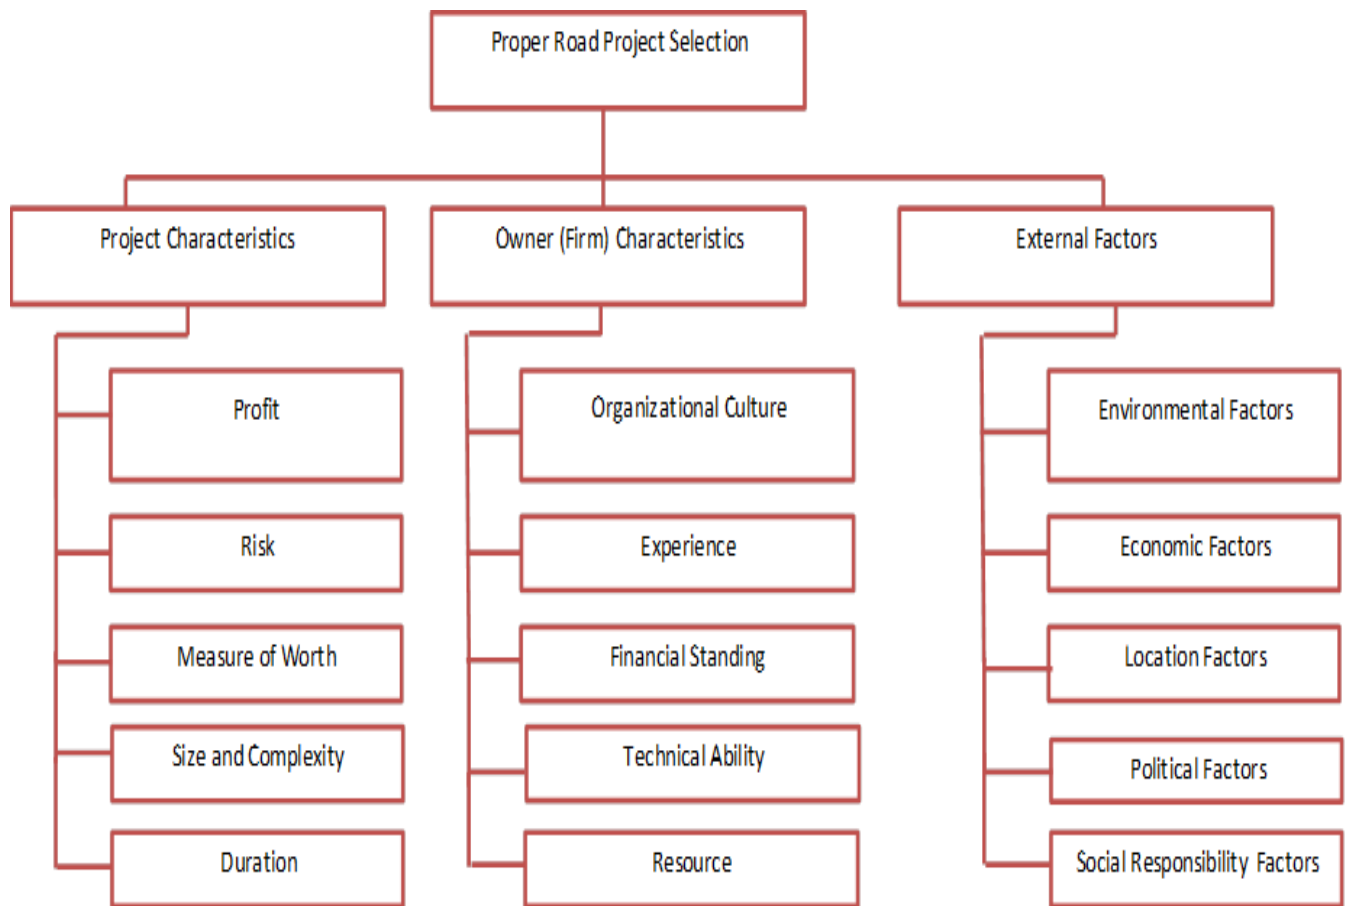 Proper Road Project Selection
Project Characteristics
Owner (Firm) Characteristics
External Factors
Profit
Organizational Culture
Environmental Factors
Risk
Experience
Economic Factors
Measure of Worth
Financial Standing
Location Factors
Size and Complexity
Technical Ability
Political Factors
Duration
Resource
Social Responsibility Factors